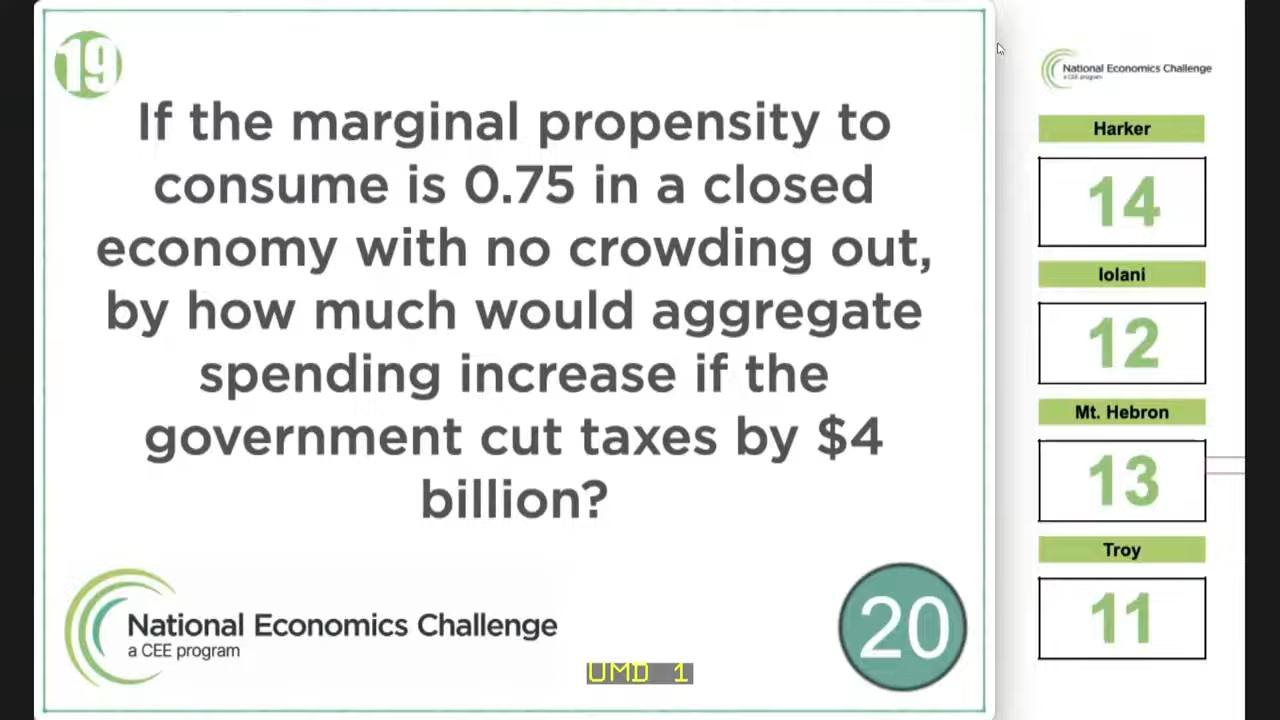 19
If the marginal propensity to
consume is 0.75 in a closed
economy with no crowding out,
by how much would aggregate
spending increase if the
government cut taxes by $4
billion?
National Economics Challenge
a CEE program
20
UMD 1
National Economics Challenge
a CEE program
Harker
14
Iolani
12
Mt. Hebron
13
Troy
11